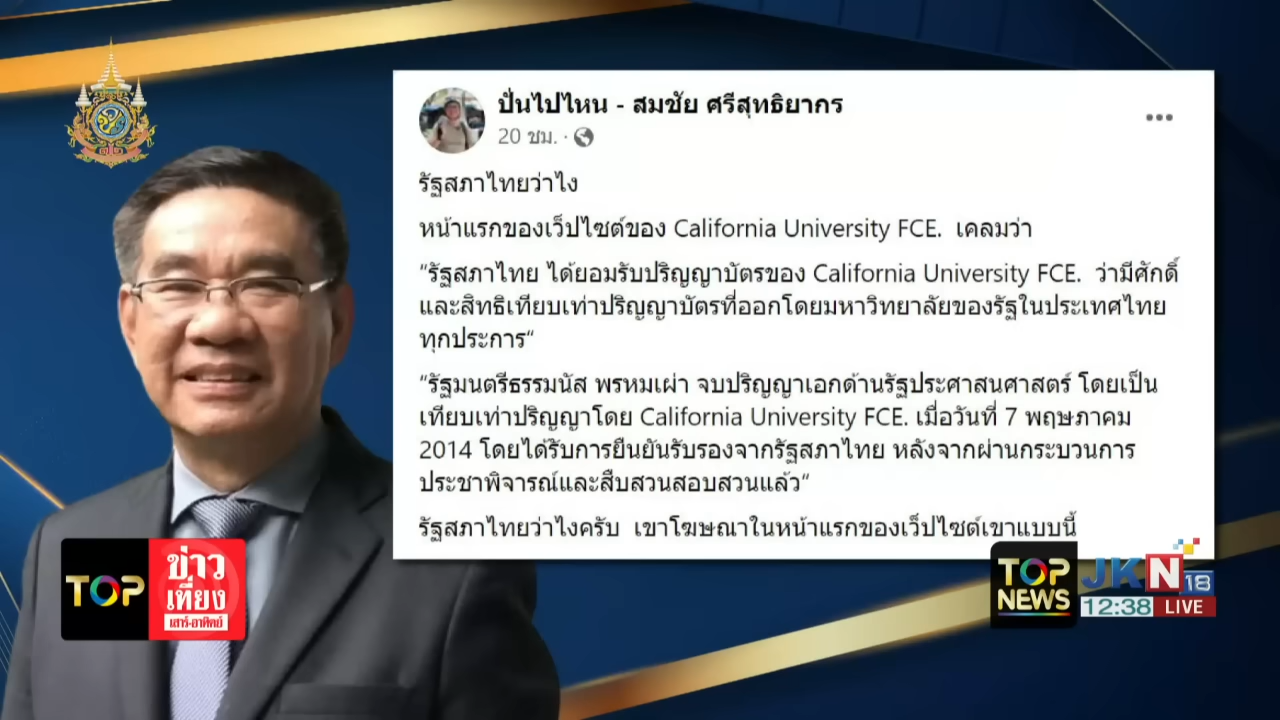 ปั่นไปไหน - สมชัย ศรีสุทธิยากร
20 ชม. ·
รัฐสภาไทยว่าไง
หน้าแรกของเว็ปไซต์ของ California University FCE. เคลมว่า
“รัฐสภาไทย ได้ยอมรับปริญญาบัตรของ California University FCE. ว่ามีศักดิ์
และสิทธิเทียบเท่าปริญญาบัตรที่ออกโดยมหาวิทยาลัยของรัฐในประเทศไทย
ทุกประการ“
“รัฐมนตรีธรรมนัส พรหมเผ่า จบปริญญาเอกด้านรัฐประศาสนศาสตร์ โดยเป็น
เทียบเท่าปริญญาโดย California University FCE. เมื่อวันที่ 7 พฤษภาคม
2014 โดยได้รับการยืนยันรับรองจากรัฐสภาไทย หลังจากผ่านกระบวนการ
ประชาพิจารณ์และสืบสวนสอบสวนแล้ว“
รัฐสภาไทยว่าไงครับ เขาโฆษณาในหน้าแรกของเว็ปไซต์เขาแบบนี้
TOP
ข่าว
เที่ยง
เสาร์-อาทิตย์
TOP
NEWS
JKN
18
12:38
LIVE